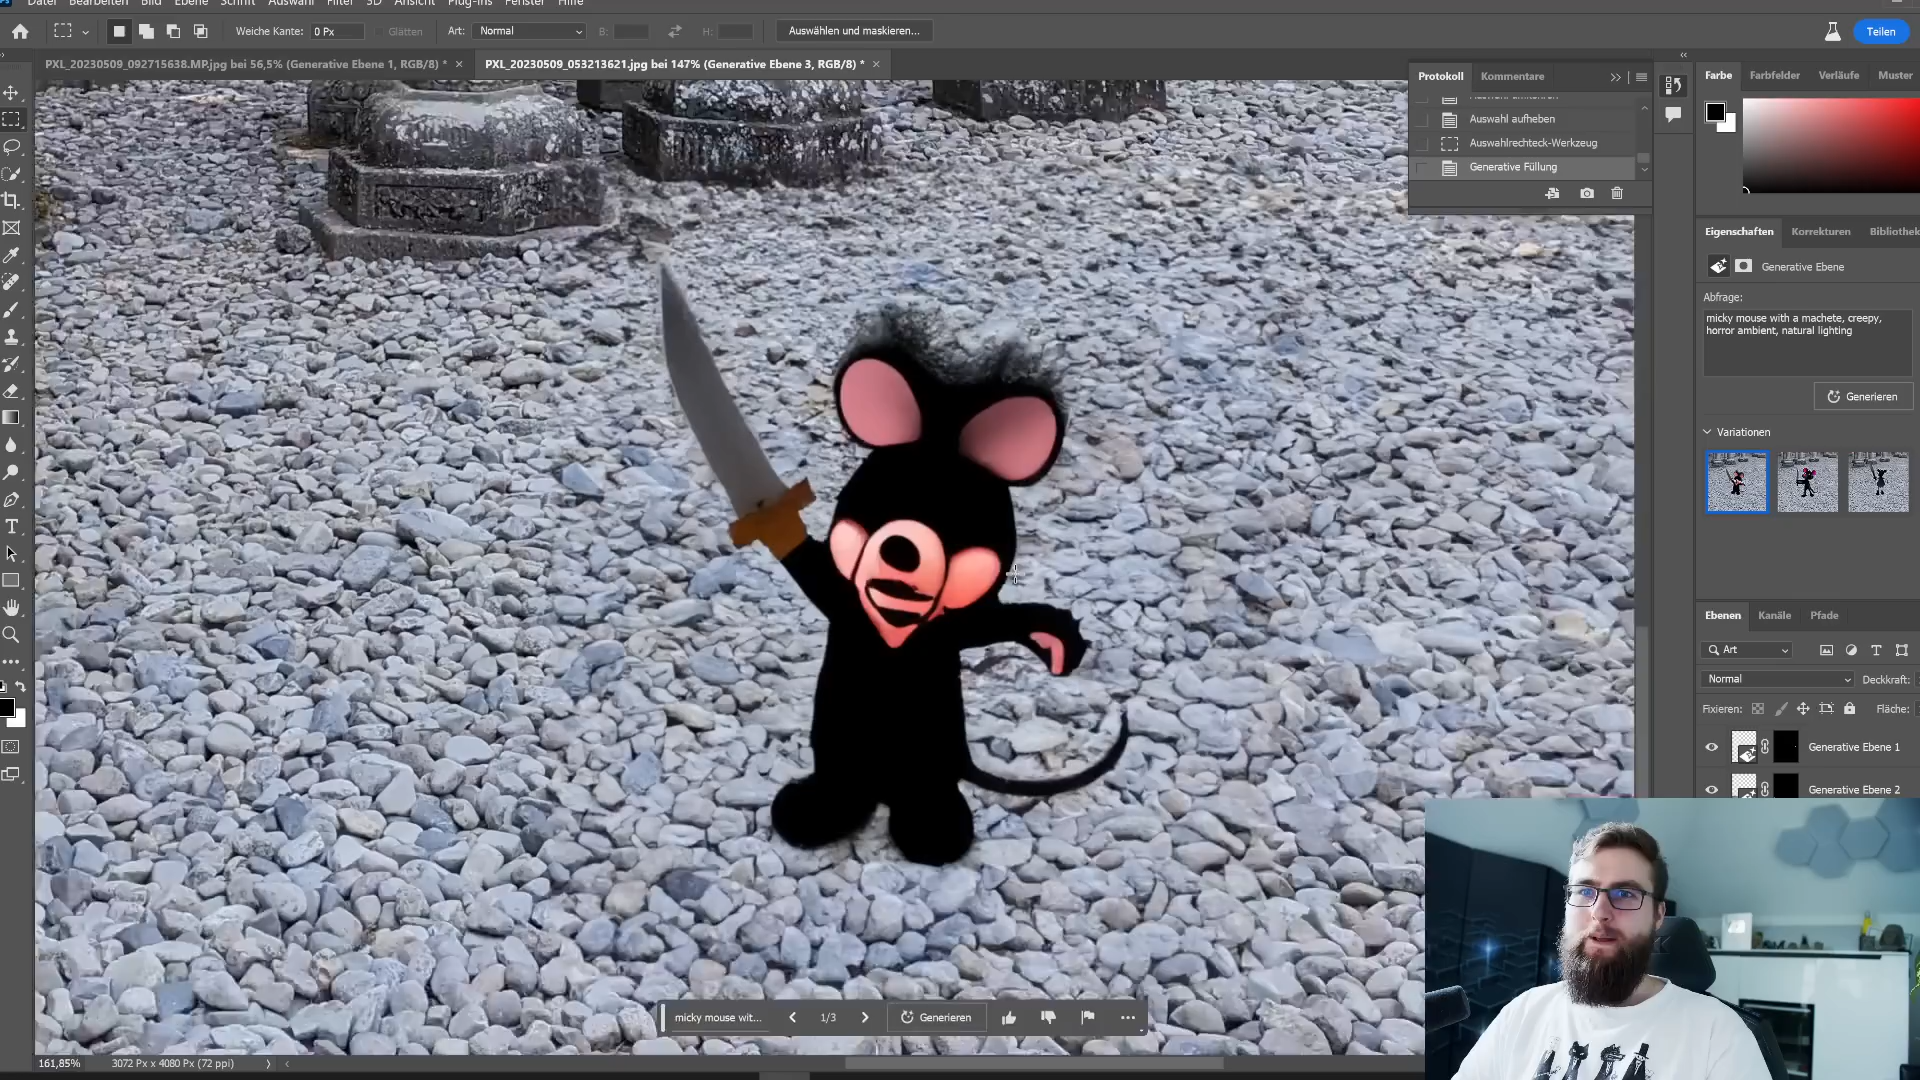 Datei Bearbeiten Bild Ebene Schrift Auswahl Filter 3D Ansicht Plug-ins Fenster Hilfe
Weiche Kante: 0 Px Glätten Art: Normal B: H: Auswählen und maskieren... Teilen
PXL_20230509_092715638.MP.jpg bei 56,5% (Generative Ebene 1, RGB/8) * × PXL_20230509_053213621.jpg bei 147% (Generative Ebene 3, RGB/8) * ×
Protokoll Kommentare
Auswahl aufheben
Auswahlrechteck-Werkzeug
Generative Füllung
Farbe Farbfelder Verläufe Muster
Eigenschaften Korrekturen Bibliothek
Generative Ebene
Abfrage:
micky mouse with a machete, creepy,
horror ambient, natural lighting
Generieren
Variationen
Ebenen Kanäle Pfade
Art
Normal Deckkraft:
Fixieren: Fläche:
Generative Ebene 1
Generative Ebene 2
micky mouse wit... 1/3 Generieren
161,85% 3072 Px x 4080 Px (72 ppi)